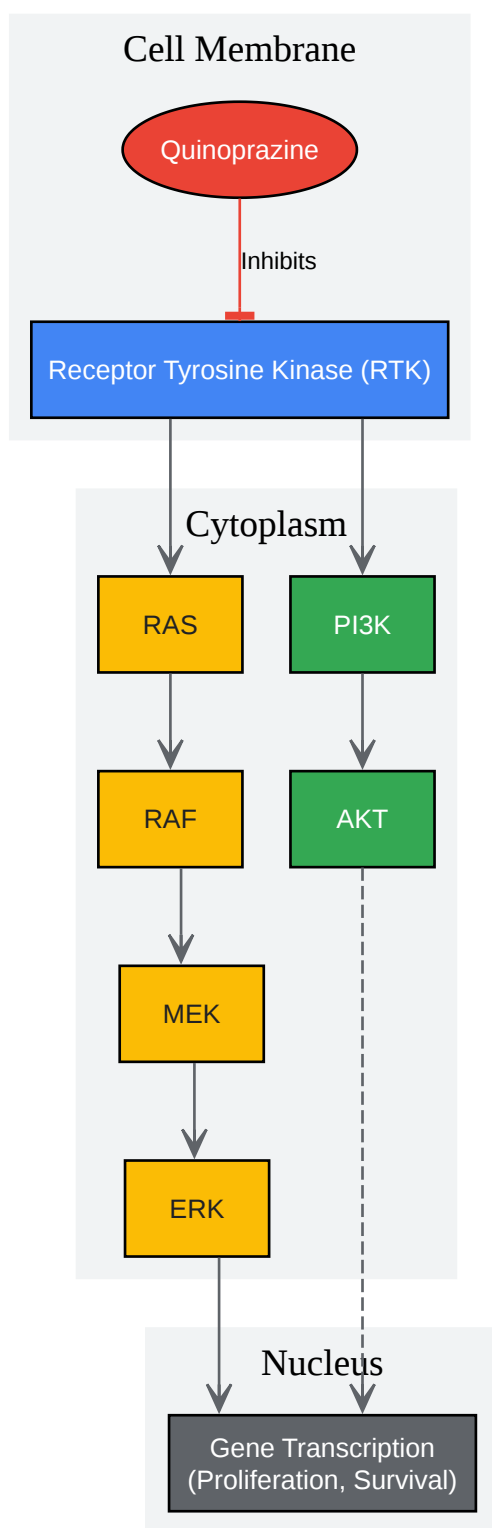 Cell Membrane
Quinoprazine
Inhibits
Receptor Tyrosine Kinase (RTK)
Cytoplasm
RAS
PI3K
RAF
AKT
MEK
ERK
Nucleus
Gene Transcription
(Proliferation, Survival)